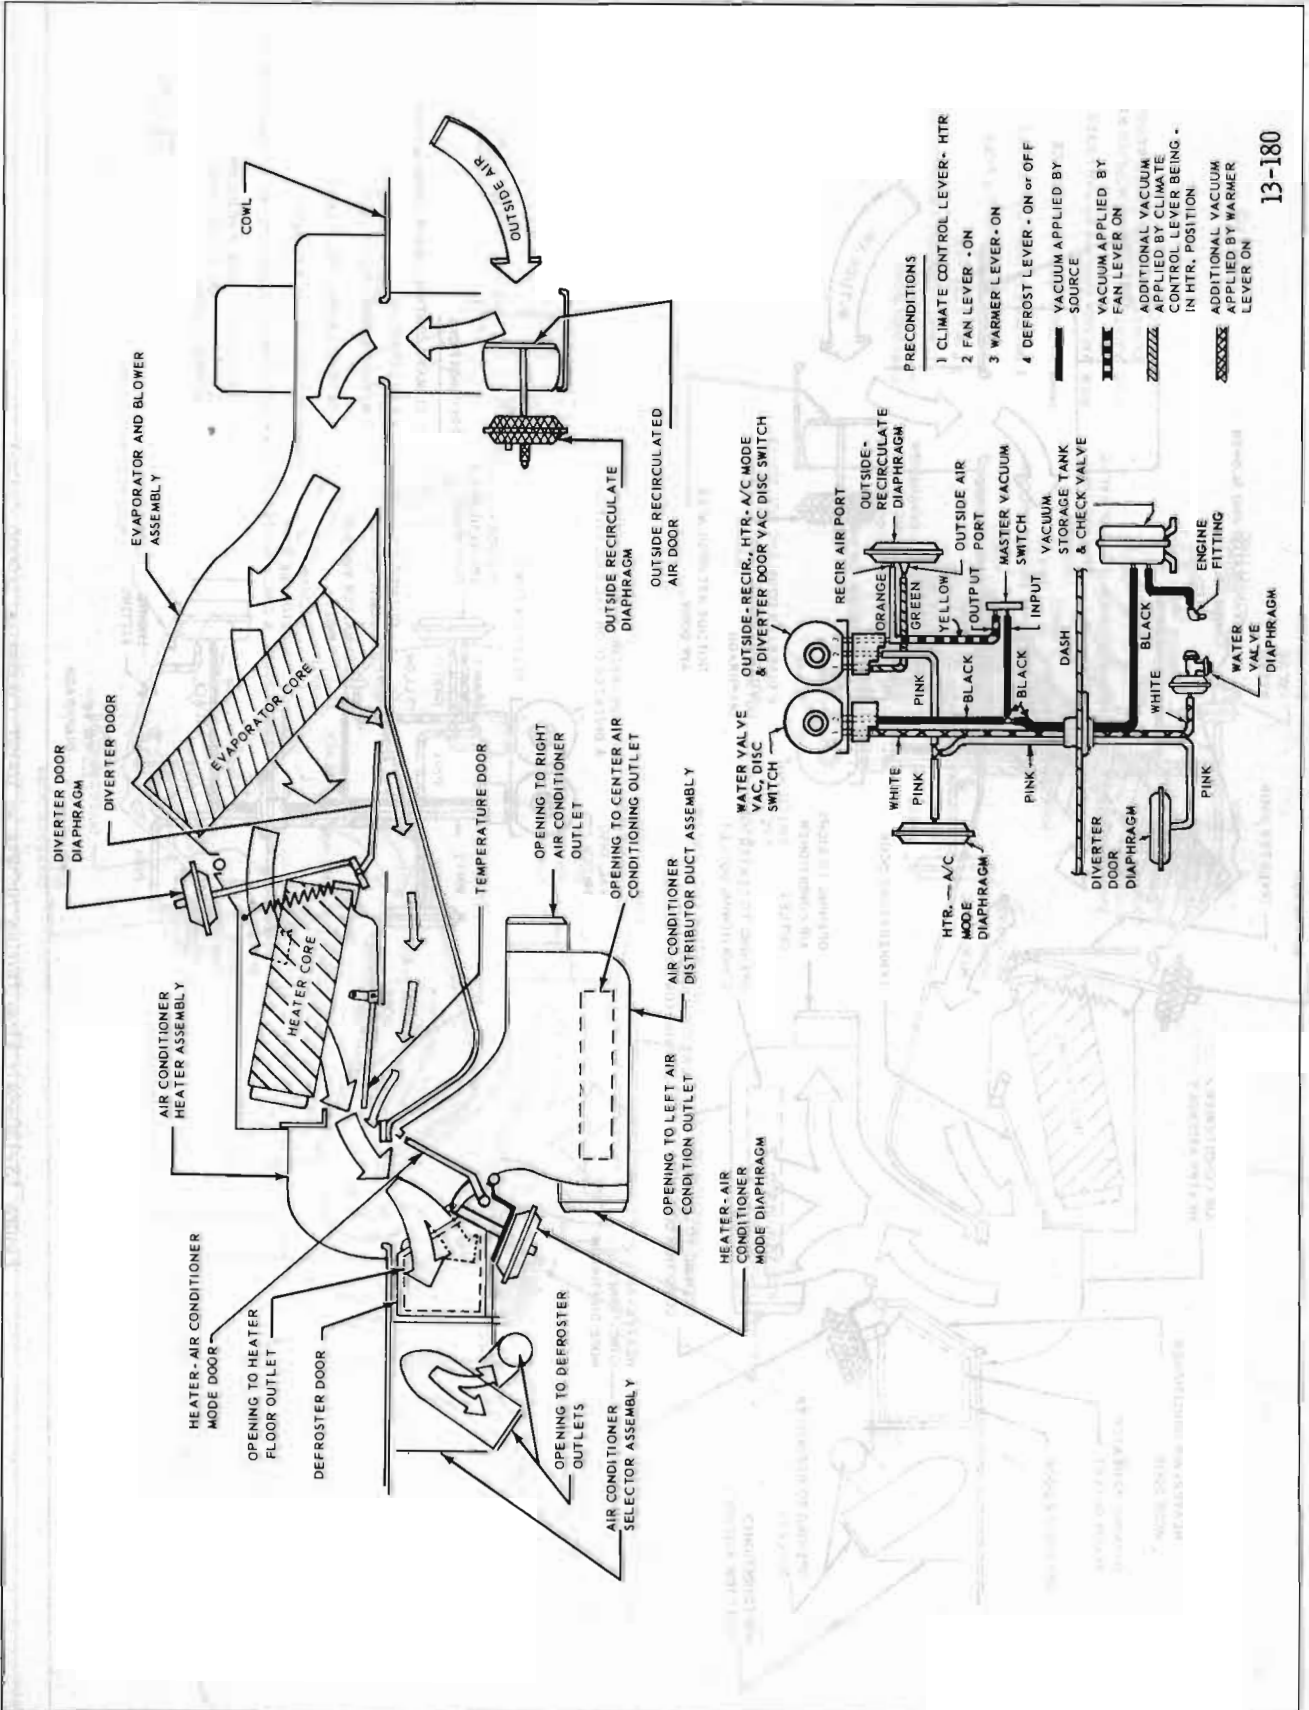 COWL
OUTSIDE AIR
EVAPORATOR AND BLOWER
ASSEMBLY
DIVERTER DOOR
DIVERTER DOOR
DIAPHRAGM
AIR CONDITIONER
HEATER ASSEMBLY
HEATER- AIR CONDITIONER
MODE DOOR
OPENING TO HEATER
FLOOR OUTLET
DEFROSTER DOOR
EVAPORATOR CORE
HEATER CORE
OUTSIDE RECIRCULATE
DIAPHRAGM
OUTSIDE RECIRCULATED
AIR DOOR
TEMPERATURE DOOR
OPENING TO RIGHT
AIR CONDITIONER
OUTLET
OPENING TO CENTER AIR
CONDITIONING OUTLET
AIR CONDITIONER
DISTRIBUTOR DUCT ASSEMBLY
OPENING TO LEFT AIR
CONDITION OUTLET
HEATER-AIR
CONDITIONER
MODE DIAPHRAGM
OPENING TO DEFROSTER
OUTLETS
AIR CONDITIONER
SELECTOR ASSEMBLY
WATER VALVE
VAC, DISC
SWITCH
OUTSIDE-RECIR., HTR- A/C MODE
& DIVERTER DOOR VAC DISC SWITCH
RECIR AIR PORT
OUTSIDE-
RECIRCULATE
DIAPHRAGM
ORANGE
GREEN
YELLOW
OUTSIDE AIR
PORT
OUTPUT
MASTER VACUUM
SWITCH
INPUT
VACUUM
STORAGE TANK
& CHECK VALVE
PINK
BLACK
BLACK
WHITE
PINK
PINK
DASH
BLACK
ENGINE
FITTING
WHITE
WATER
VALVE
DIAPHRAGM
PINK
HTR. — A/C
MODE
DIAPHRAGM
DIVERTER
DOOR
DIAPHRAGM
PRECONDITIONS
1) CLIMATE CONTROL LEVER- HTR
2 FAN LEVER - ON
3 WARMER LEVER- ON
4 DEFROST LEVER - ON or OFF
VACUUM APPLIED BY
SOURCE
VACUUM APPLIED BY
FAN LEVER ON
ADDITIONAL VACUUM
APPLIED BY CLIMATE
CONTROL LEVER BEING -
IN HTR. POSITION
ADDITIONAL VACUUM
APPLIED BY WARMER
LEVER ON
13-180